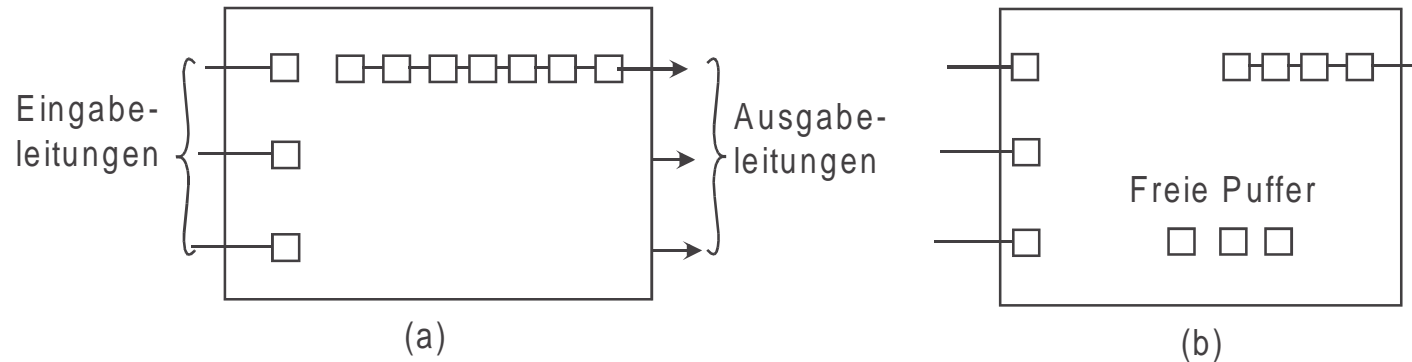 Eingabe-
leitungen
Ausgabe-
leitungen
(a)
Freie Puffer
(b)